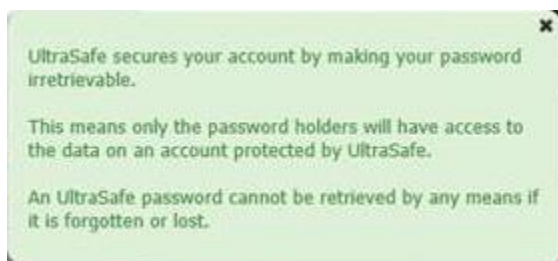 UltraSafe secures your account by making your password
irretrievable.
This means only the password holders will have access to
the data on an account protected by UltraSafe.
An UltraSafe password cannot be retrieved by any means if
it is forgotten or lost.